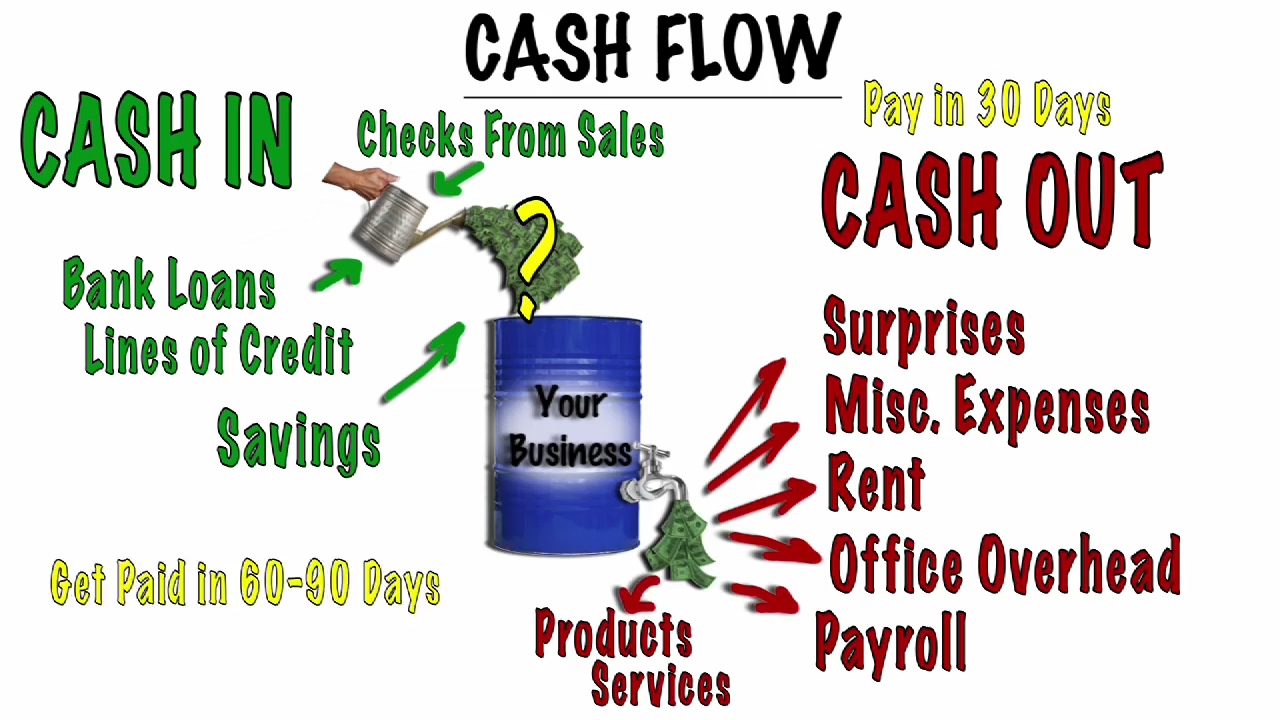 CASH FLOW
CASH IN
Checks From Sales
Bank Loans
Lines of Credit
Savings
Get Paid in 60-90 Days
?
Your
Business
Pay in 30 Days
CASH OUT
Surprises
Misc. Expenses
Rent
Office Overhead
Payroll
Products
Services